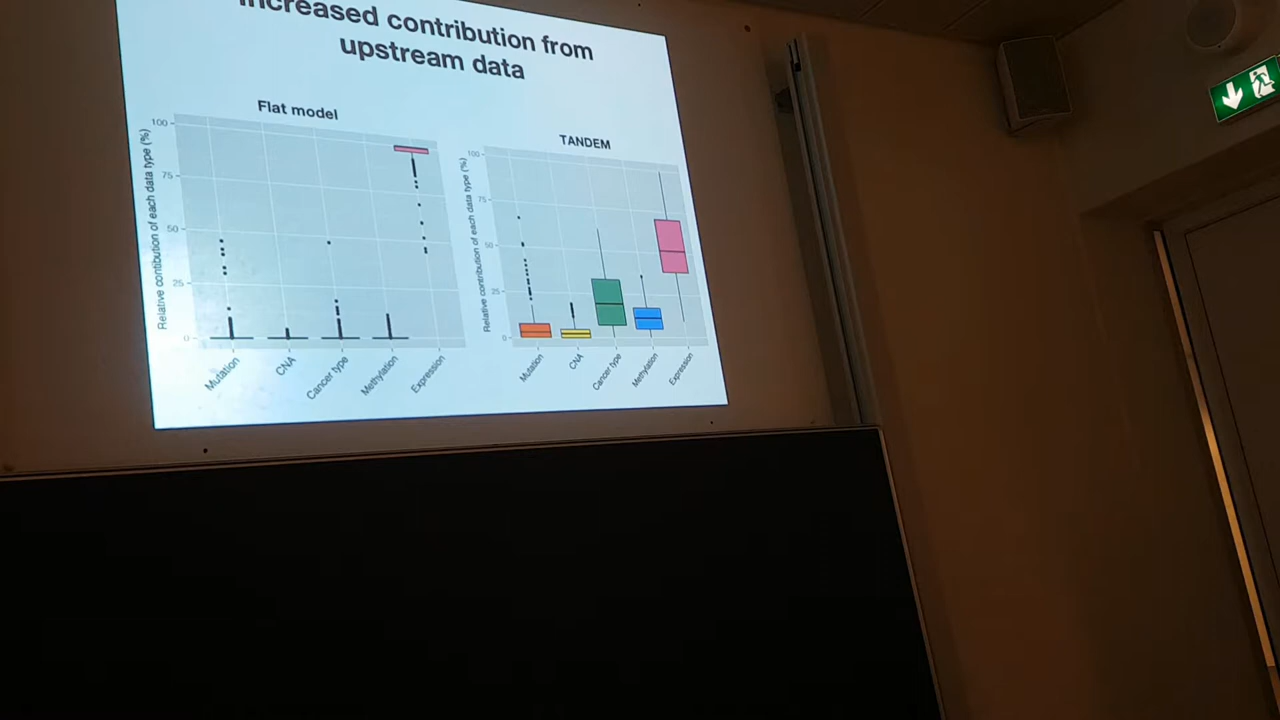 Increased contribution from
upstream data
Flat model
Relative contribution of each data type (%)
100
75
50
25
0
Mutation
CNA
Cancer type
Methylation
Expression
TANDEM
Relative contribution of each data type (%)
100
75
50
25
0
Mutation
CNA
Cancer type
Methylation
Expression